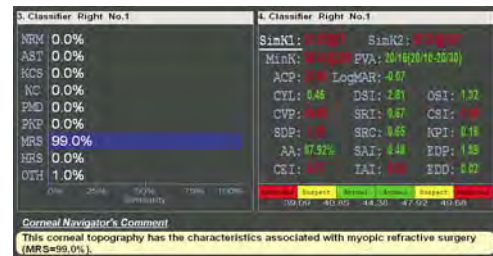 3. Classifier Right No.1
NRM 0.0%
AST 0.0%
KCS 0.0%
KC 0.0%
PMD 0.0%
PKP 0.0%
MRS 99.0%
HRS 0.0%
OTH 1.0%
0% 25% 50% 75% 100%
Similarity
4. Classifier Right No.1
SimK1: SimK2:
MinK: PVA: 20/16(20/10-20/30)
ACP: LogMAR: -0.07
CYL: 0.46 DSI: 2.81 OSI: 1.32
CVP: SRI: 0.67 CSI:
SDP: SRC: 0.65 KPI: 0.18
AA: 87.92% SAI: 0.48 EDP: 1.59
CEI: IAI: EDD: 0.02
Suspect Normal Normal Suspect
39.09 40.85 44.36 47.92 49.68
Corneal Navigator's Comment
This corneal topography has the characteristics associated with myopic refractive surgery
(MRS=99.0%).